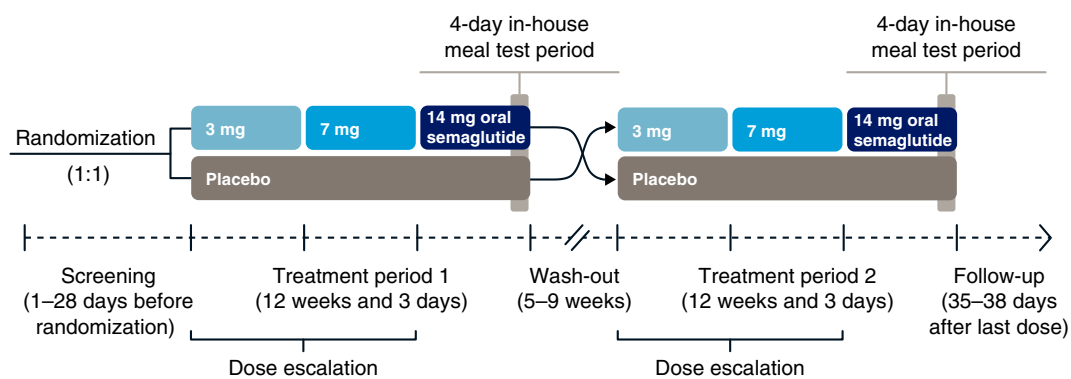 4-day in-house
meal test period
4-day in-house
meal test period
Randomization
(1:1)
3 mg
7 mg
14 mg oral
semaglutide
Placebo
3 mg
7 mg
14 mg oral
semaglutide
Placebo
Screening
(1–28 days before
randomization)
Treatment period 1
(12 weeks and 3 days)
Wash-out
(5–9 weeks)
Treatment period 2
(12 weeks and 3 days)
Follow-up
(35–38 days
after last dose)
Dose escalation
Dose escalation